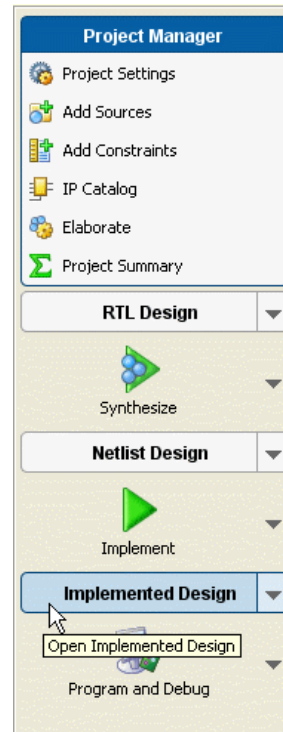 Project Manager
Project Settings
Add Sources
Add Constraints
IP Catalog
Elaborate
Project Summary
RTL Design
Synthesize
Netlist Design
Implement
Implemented Design
Open Implemented Design
Program and Debug